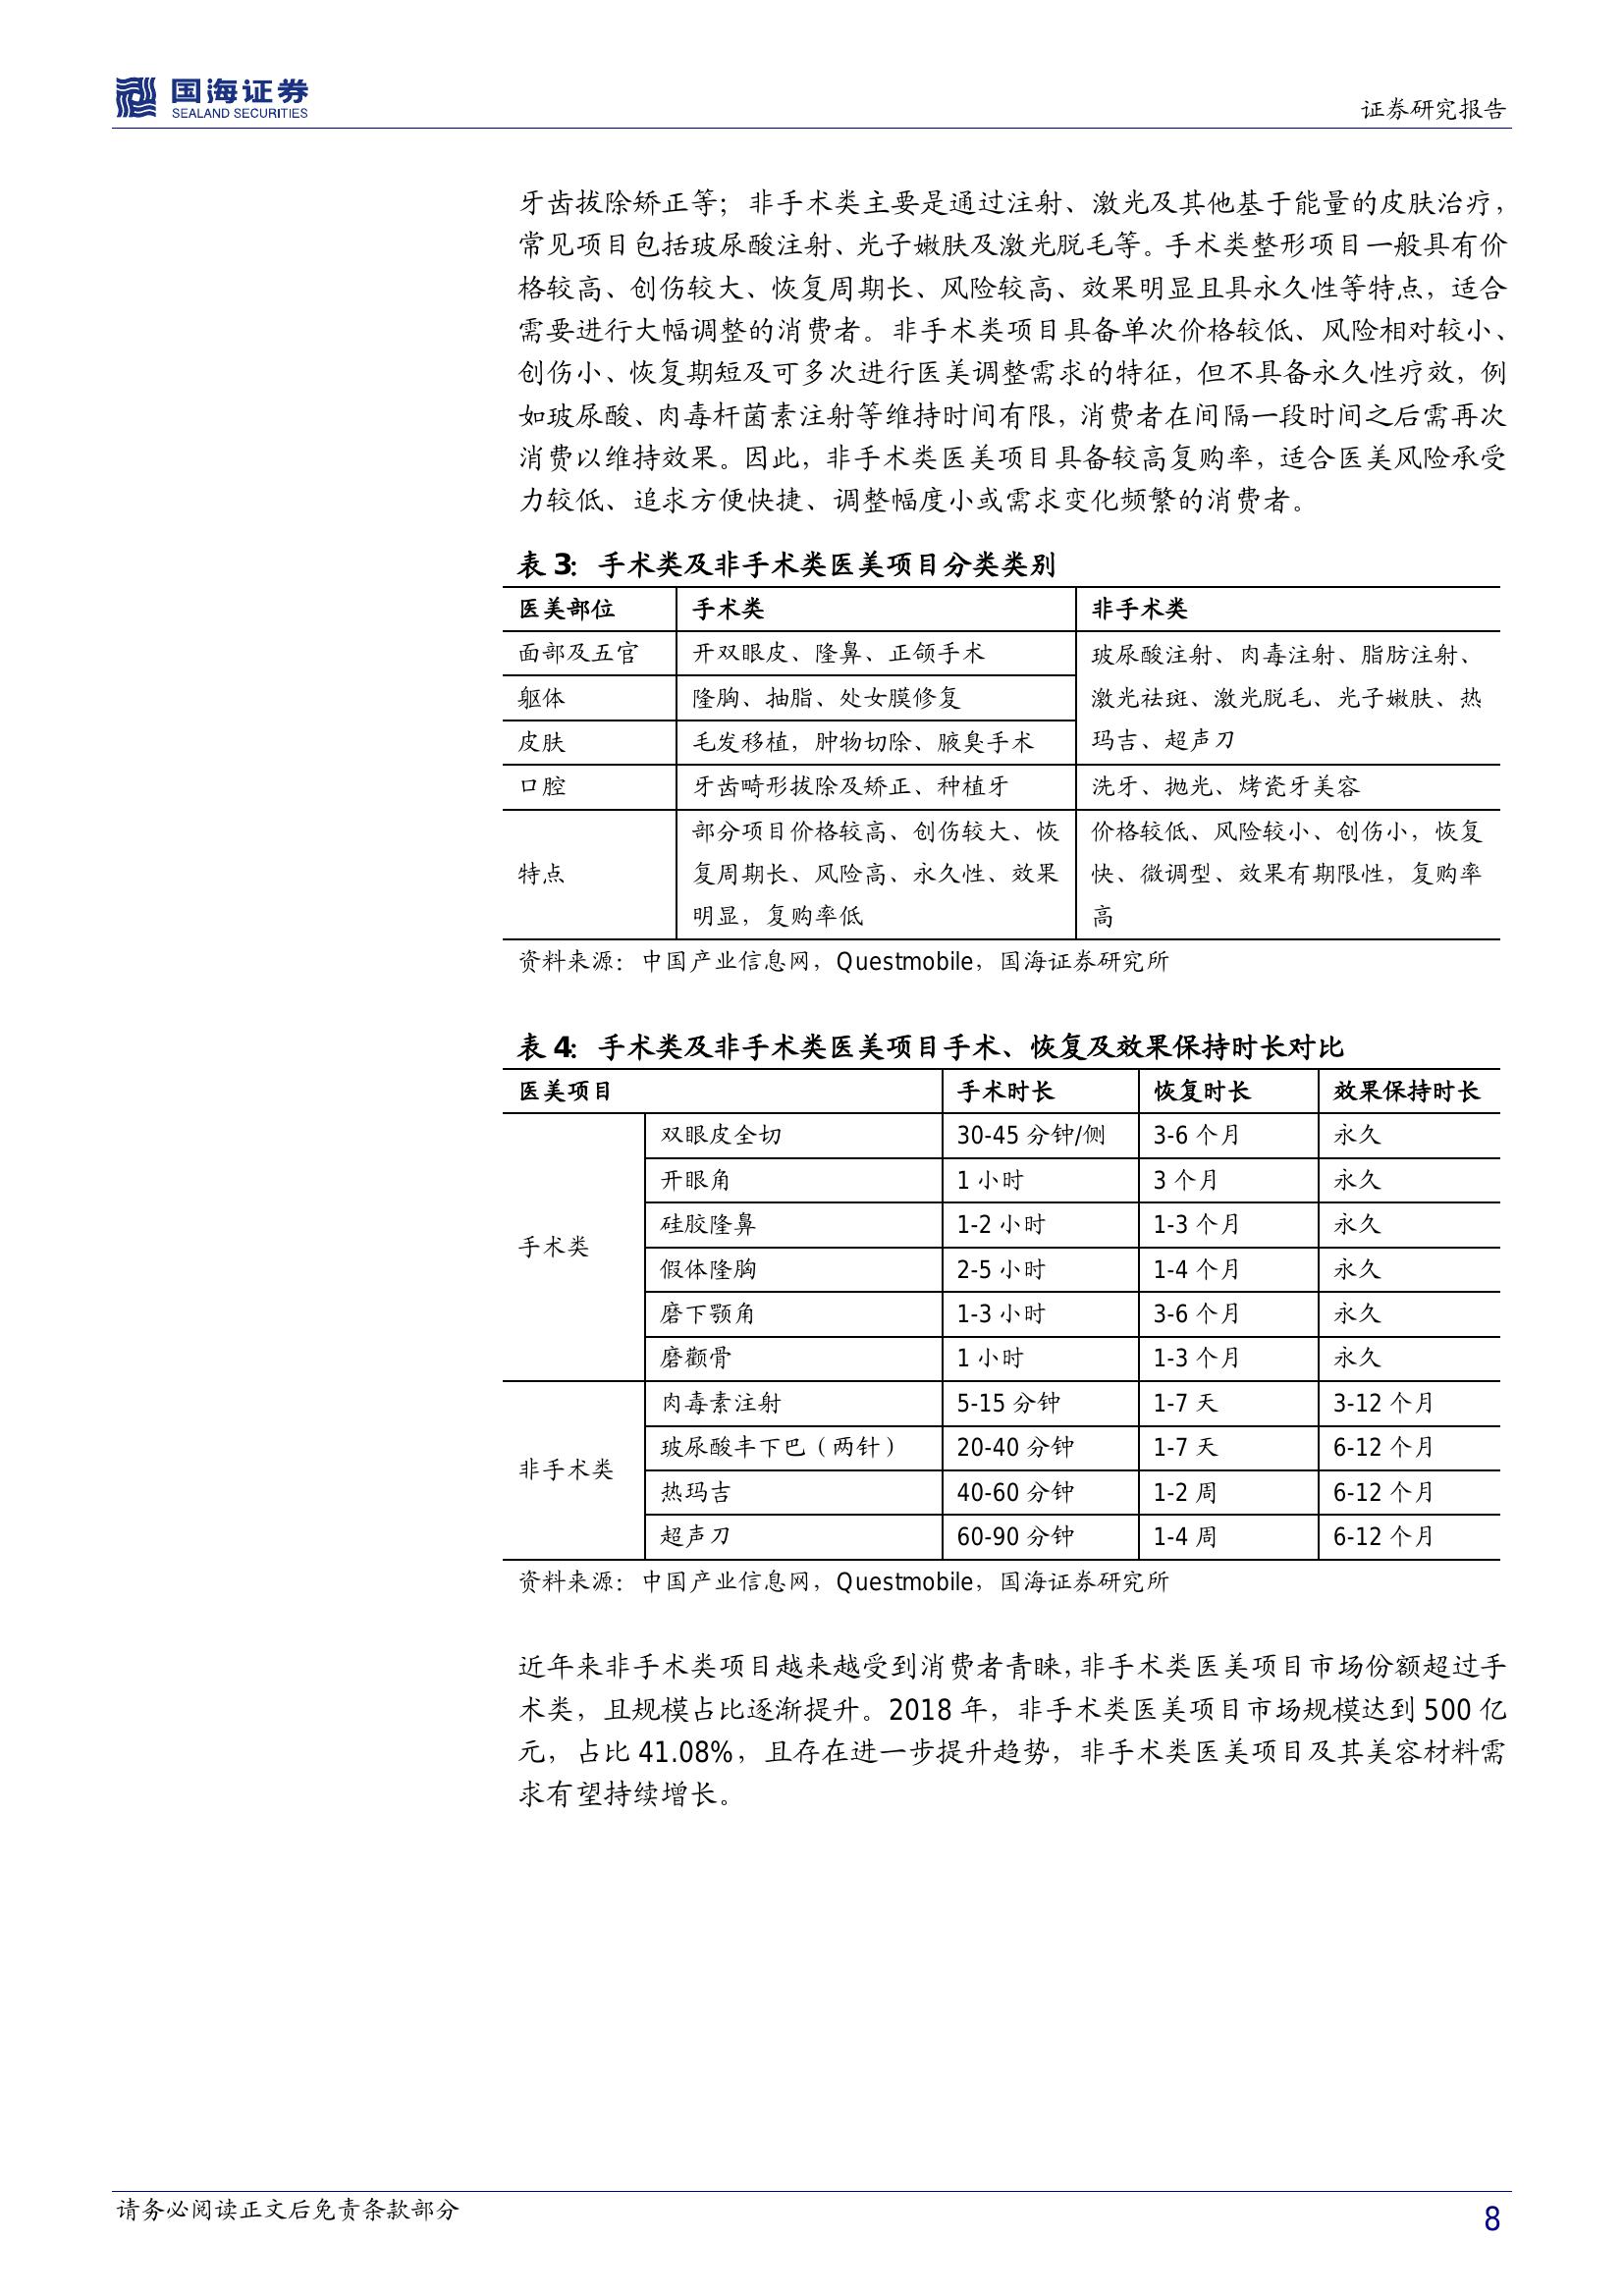 国海证券
SEALAND SECURITIES
证券研究报告
牙齿拔除矫正等；非手术类主要是通过注射、激光及其他基于能量的皮肤治疗，
常见项目包括玻尿酸注射、光子嫩肤及激光脱毛等。手术类整形项目一般具有价
格较高、创伤较大、恢复周期长、风险较高、效果明显且具永久性等特点，适合
需要进行大幅调整的消费者。非手术类项目具备单次价格较低、风险相对较小、
创伤小、恢复期短及可多次进行医美调整需求的特征，但不具备永久性疗效，例
如玻尿酸、肉毒杆菌素注射等维持时间有限，消费者在间隔一段时间之后需再次
消费以维持效果。因此，非手术类医美项目具备较高复购率，适合医美风险承受
力较低、追求方便快捷、调整幅度小或需求变化频繁的消费者。
表 3：手术类及非手术类医美项目分类类别
医美部位 手术类 非手术类
面部及五官 开双眼皮、隆鼻、正颌手术
躯体 隆胸、抽脂、处女膜修复
皮肤 毛发移植，肿物切除、腋臭手术
玻尿酸注射、肉毒注射、脂肪注射、
激光祛斑、激光脱毛、光子嫩肤、热
玛吉、超声刀
口腔 牙齿畸形拔除及矫正、种植牙 洗牙、抛光、烤瓷牙美容
特点
部分项目价格较高、创伤较大、恢
复周期长、风险高、永久性、效果
明显，复购率低
价格较低、风险较小、创伤小，恢复
快、微调型、效果有期限性，复购率
高
资料来源：中国产业信息网，Questmobile，国海证券研究所
表 4：手术类及非手术类医美项目手术、恢复及效果保持时长对比
医美项目 手术时长 恢复时长 效果保持时长
手术类
双眼皮全切 30-45 分钟/侧 3-6 个月 永久
开眼角 1 小时 3 个月 永久
硅胶隆鼻 1-2 小时 1-3 个月 永久
假体隆胸 2-5 小时 1-4 个月 永久
磨下颚角 1-3 小时 3-6 个月 永久
磨颧骨 1 小时 1-3 个月 永久
非手术类
肉毒素注射 5-15 分钟 1-7 天 3-12 个月
玻尿酸丰下巴（两针） 20-40 分钟 1-7 天 6-12 个月
热玛吉 40-60 分钟 1-2 周 6-12 个月
超声刀 60-90 分钟 1-4 周 6-12 个月
资料来源：中国产业信息网，Questmobile，国海证券研究所
近年来非手术类项目越来越受到消费者青睐，非手术类医美项目市场份额超过手
术类，且规模占比逐渐提升。2018 年，非手术类医美项目市场规模达到 500 亿
元，占比 41.08%，且存在进一步提升趋势，非手术类医美项目及其美容材料需
求有望持续增长。
请务必阅读正文后免责条款部分
8